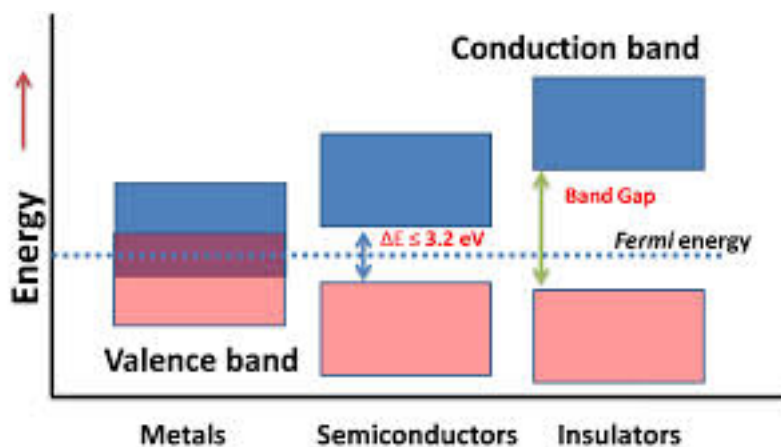 Conduction band
Band Gap
ΔE ≤ 3.2 eV
Fermi energy
Energy
Valence band
Metals
Semiconductors
Insulators